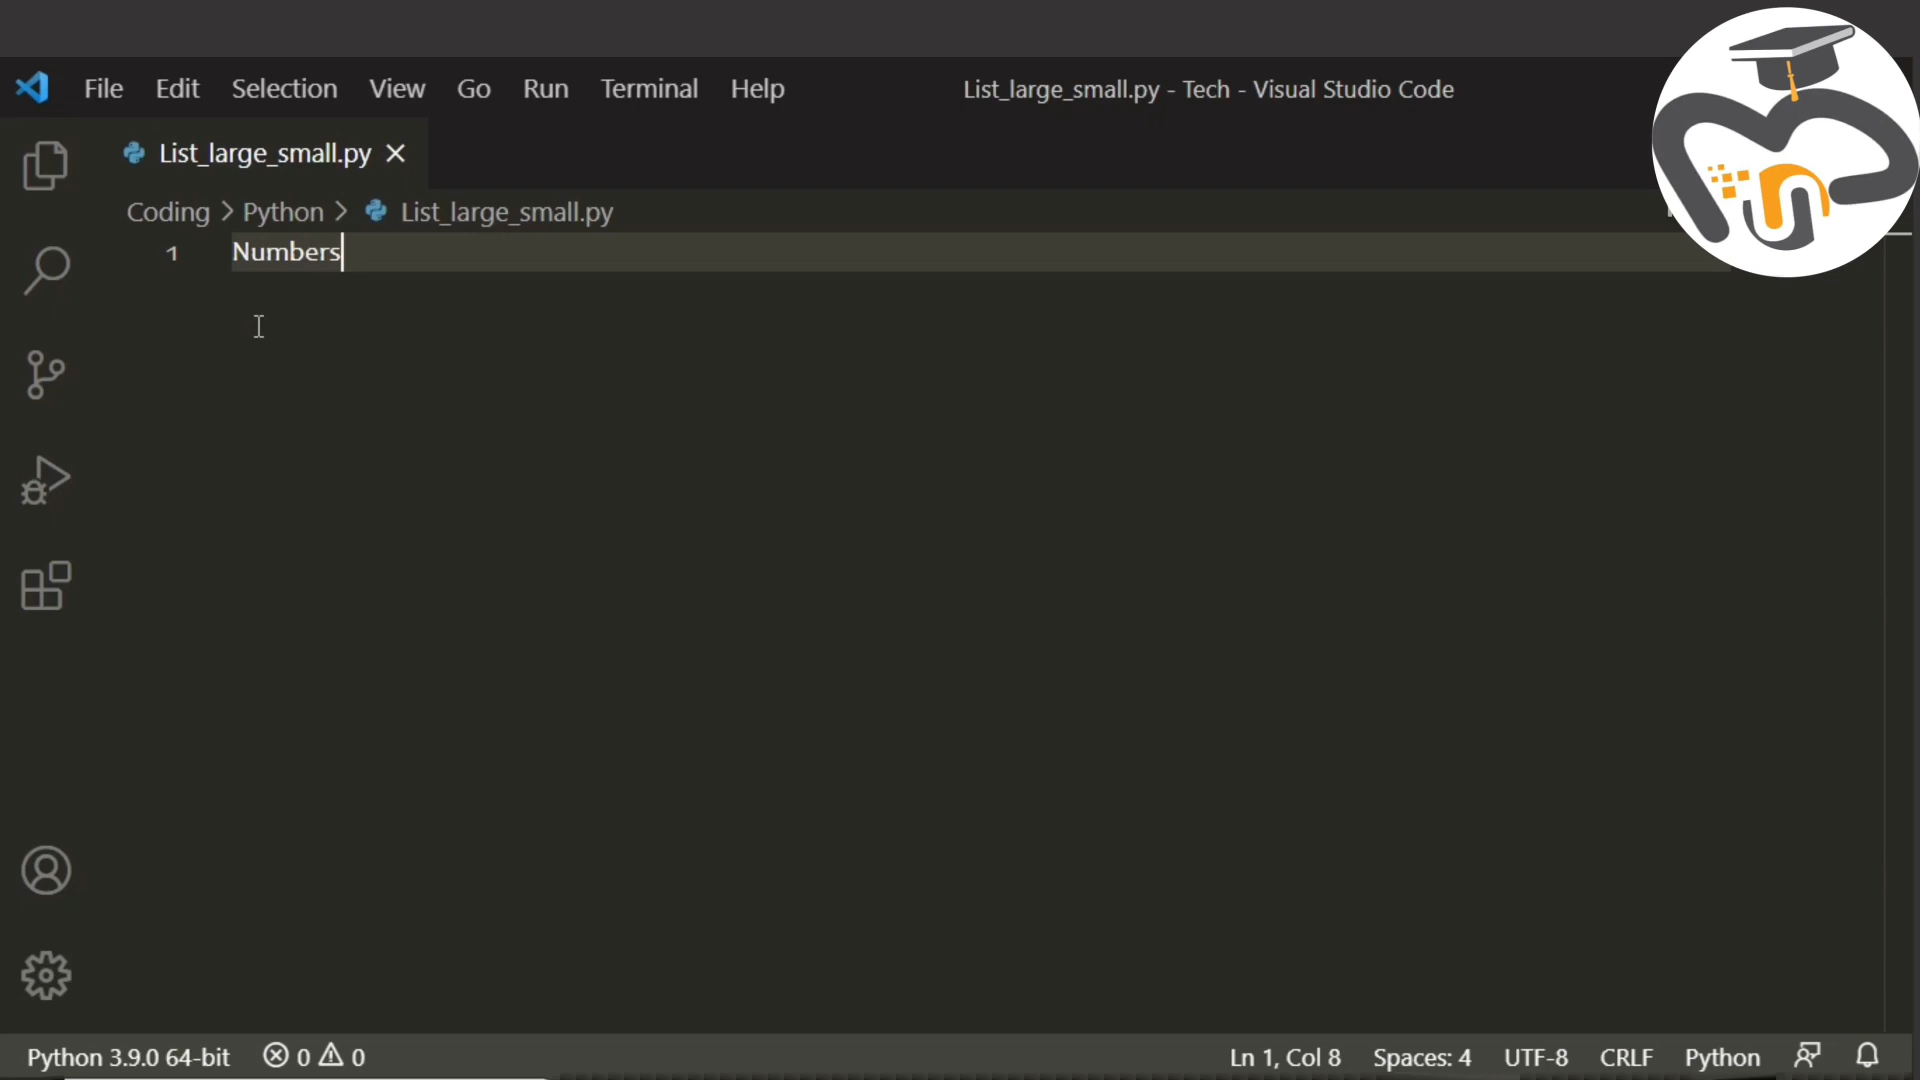 File Edit Selection View Go Run Terminal Help List_large_small.py - Tech - Visual Studio Code
List_large_small.py
Coding > Python > List_large_small.py
1 Numbers
Python 3.9.0 64-bit 0 0 Ln 1, Col 8 Spaces: 4 UTF-8 CRLF Python